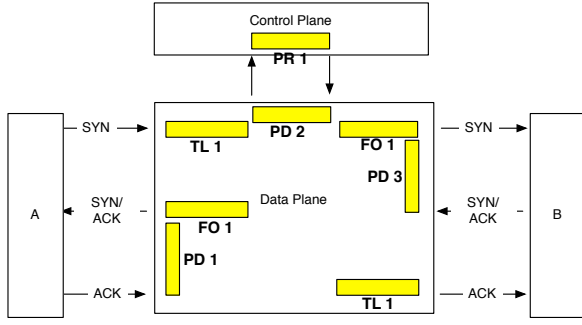 Control Plane
PR 1
SYN
TL 1
PD 2
FO 1
SYN
PD 3
A
SYN/
ACK
FO 1
Data Plane
SYN/
ACK
B
PD 1
ACK
TL 1
ACK